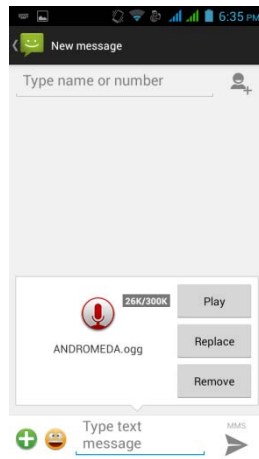 6:35 PM
New message
Type name or number
26K/300K
Play
ANDROMEDA.ogg
Replace
Remove
Type text
message
MMS